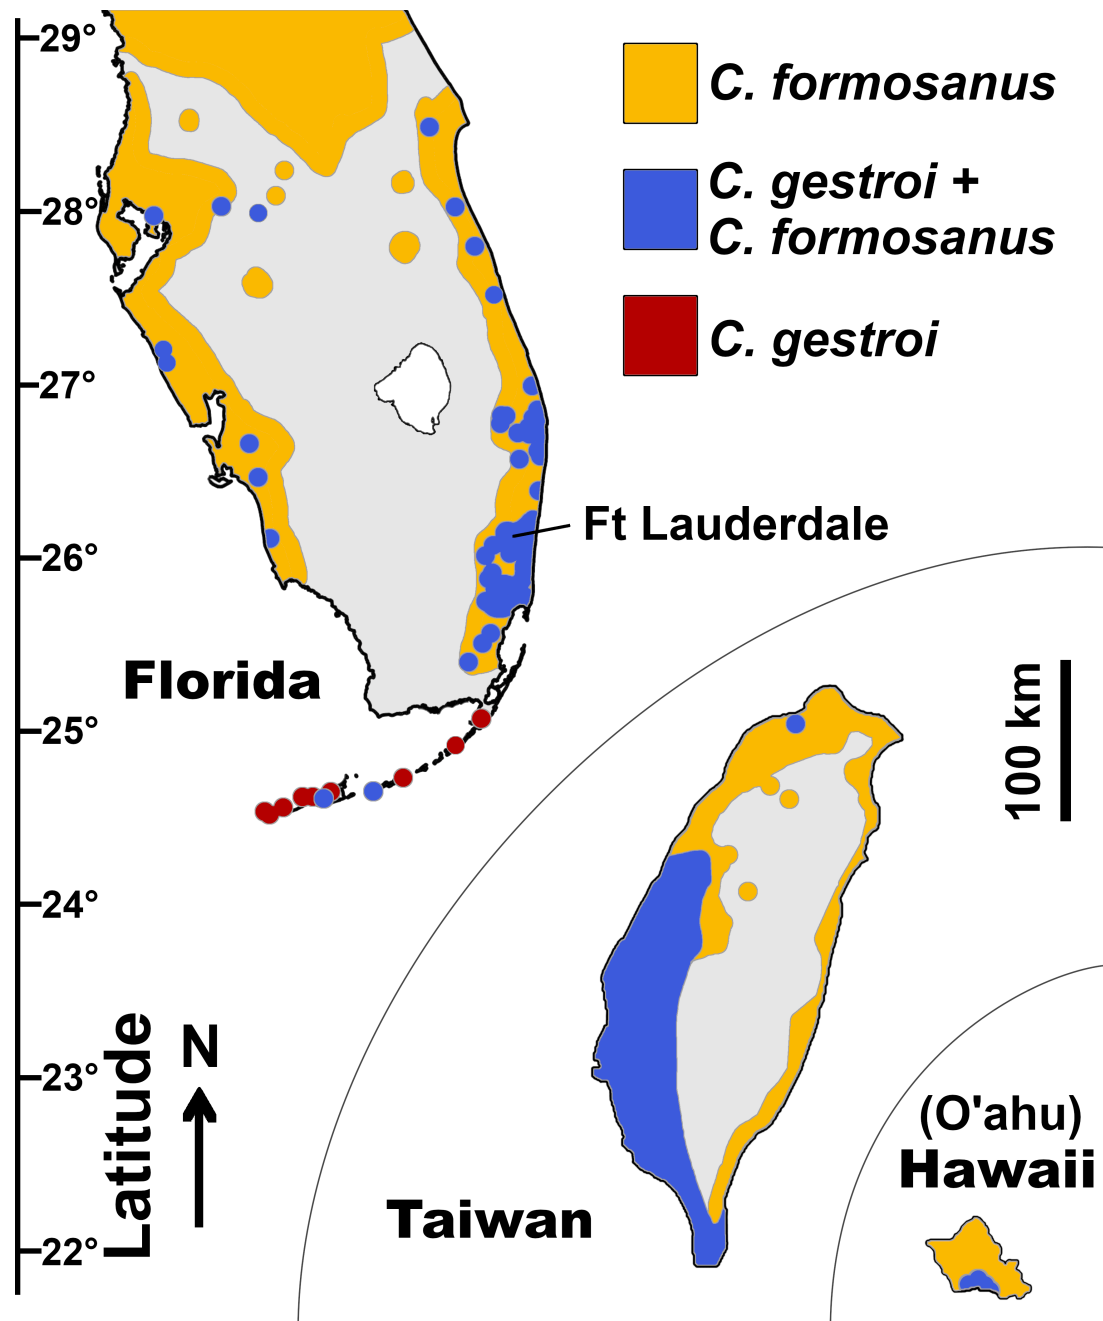 29°
28°
27°
26°
25°
24°
23°
22°
Latitude
N
C. formosanus
C. gestroi +
C. formosanus
C. gestroi
Ft Lauderdale
Florida
100 km
Taiwan
(O'ahu)
Hawaii